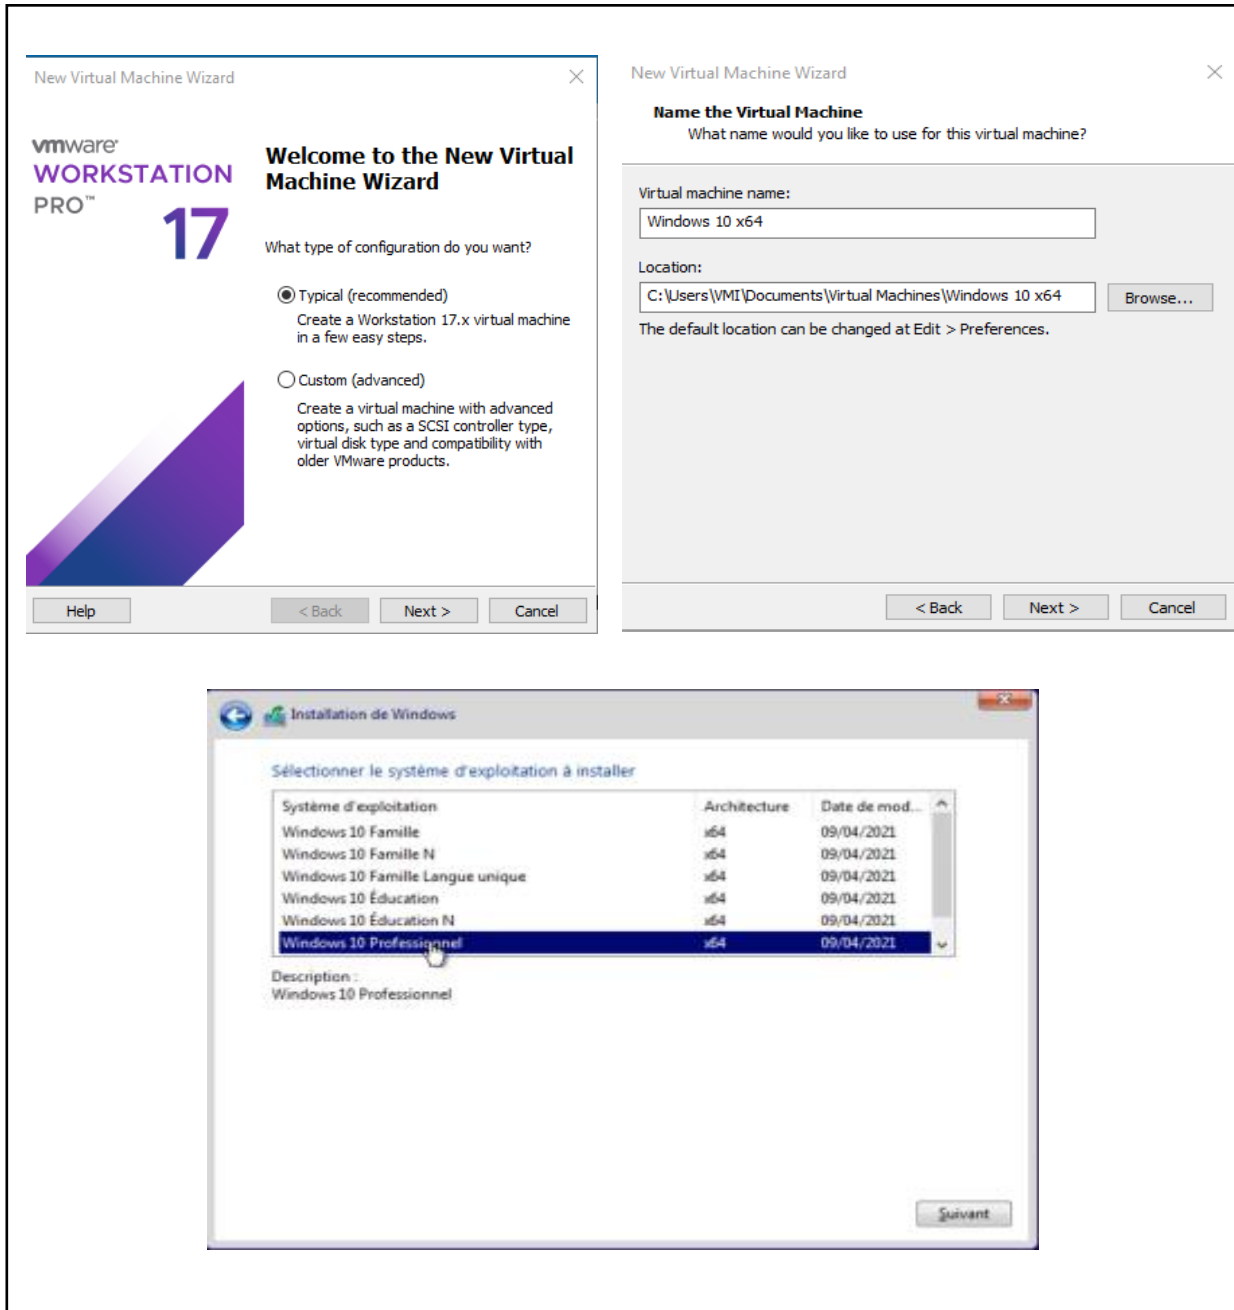 New Virtual Machine Wizard
vmware
WORKSTATION
PRO™
17
Welcome to the New Virtual
Machine Wizard
What type of configuration do you want?
Typical (recommended)
Create a Workstation 17.x virtual machine
in a few easy steps.
Custom (advanced)
Create a virtual machine with advanced
options, such as a SCSI controller type,
virtual disk type and compatibility with
older VMware products.
Help
< Back
Next >
Cancel
New Virtual Machine Wizard
Name the Virtual Machine
What name would you like to use for this virtual machine?
Virtual machine name:
Windows 10 x64
Location:
C:\Users\VMI\Documents\Virtual Machines\Windows 10 x64
Browse...
The default location can be changed at Edit > Preferences.
< Back
Next >
Cancel
Installation de Windows
Sélectionner le système d'exploitation à installer
Système d'exploitation Architecture Date de mod...
Windows 10 Famille x64 09/04/2021
Windows 10 Famille N x64 09/04/2021
Windows 10 Famille Langue unique x64 09/04/2021
Windows 10 Éducation x64 09/04/2021
Windows 10 Éducation N x64 09/04/2021
Windows 10 Professionnel x64 09/04/2021
Description :
Windows 10 Professionnel
Suivant